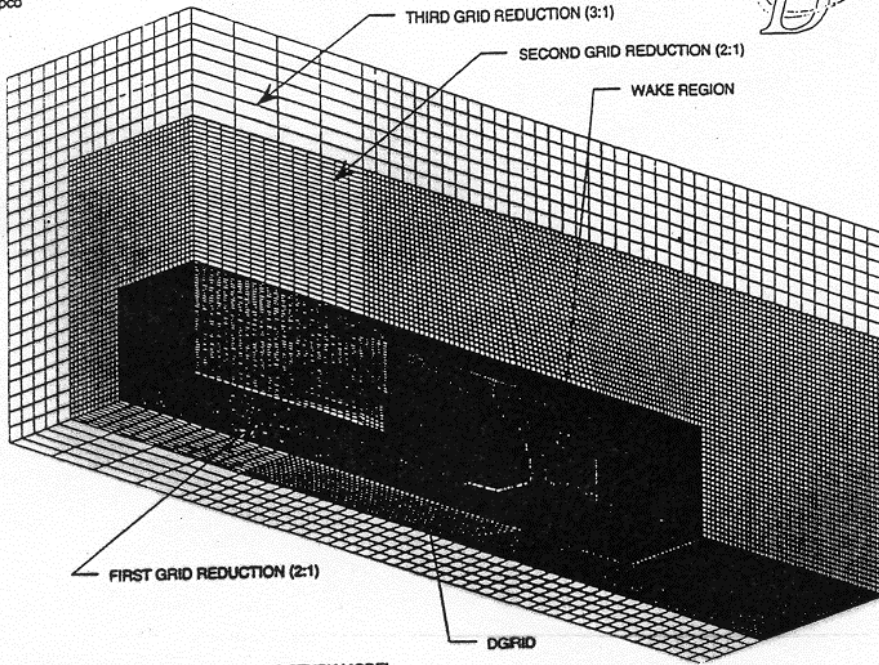 THIRD GRID REDUCTION (3:1)
SECOND GRID REDUCTION (2:1)
WAKE REGION
FIRST GRID REDUCTION (2:1)
DGRID